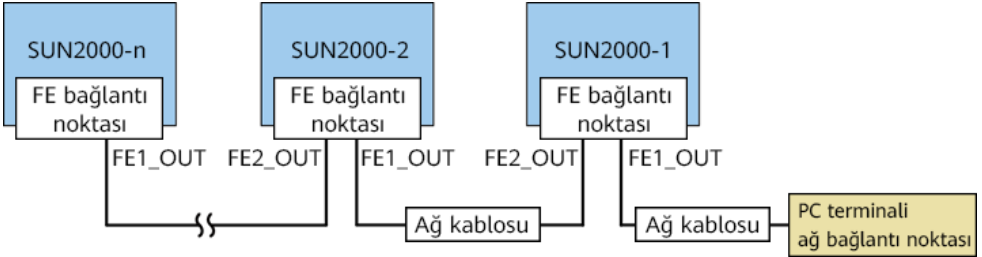 SUN2000-n
SUN2000-2
SUN2000-1
FE bağlantı
noktası
FE bağlantı
noktası
FE bağlantı
noktası
FE1_OUT
FE2_OUT
FE1_OUT
FE2_OUT
FE1_OUT
Ağ kablosu
Ağ kablosu
PC terminali
ağ bağlantı noktası